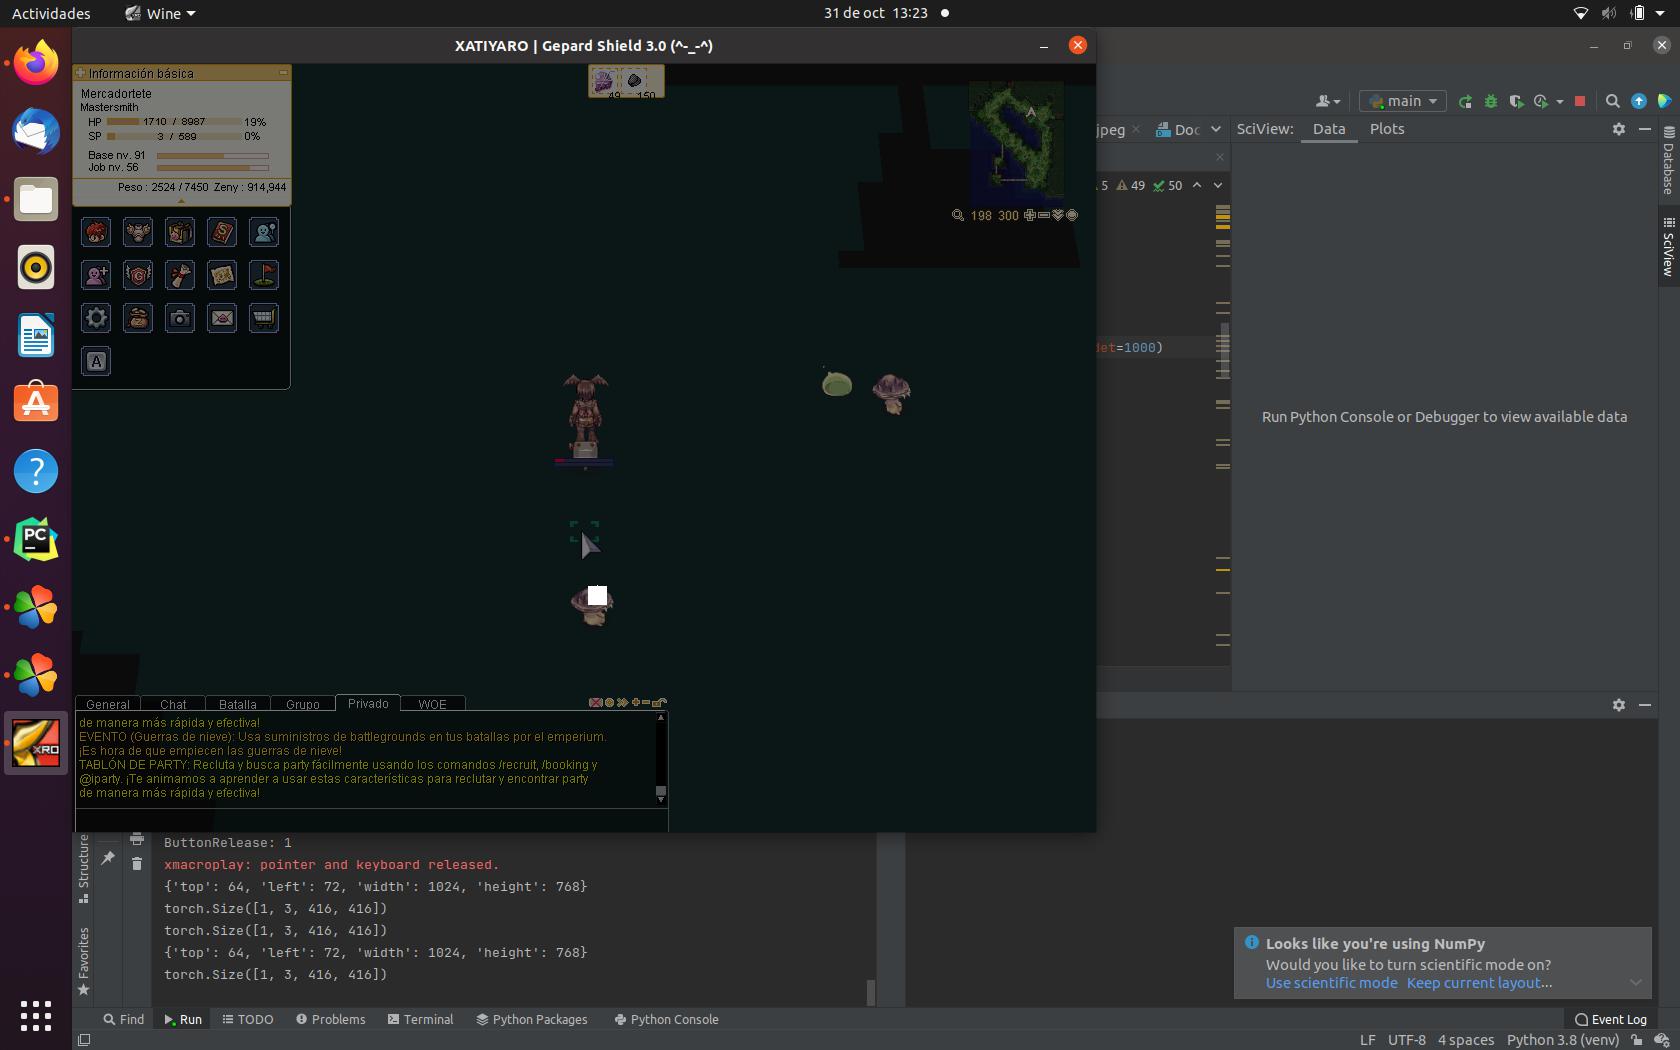 Actividades
Wine
31 de oct 13:23
XATIYARO | Gepard Shield 3.0 (^-_-^)
Información básica
Mercadortete
Mastersmith
HP 1710 / 8987 19%
SP 3 / 589 0%
Base nv. 91
Job nv. 56
Peso : 2524 / 7450 Zeny : 914,944
49 150
198 300
A
main
jpeg
Doc
SciView: Data Plots
5 49 50
Database
SciView
det=1000)
Run Python Console or Debugger to view available data
PC
XRO
General Chat Batalla Grupo Privado WOE
de manera más rápida y efectiva!
EVENTO (Guerras de nieve): Usa suministros de battlegrounds en tus batallas por el emperium.
¡Es hora de que empiecen las guerras de nieve!
TABLÓN DE PARTY: Recluta y busca party fácilmente usando los comandos /recruit, /booking y
@iparty. ¡Te animamos a aprender a usar estas características para reclutar y encontrar party
de manera más rápida y efectiva!
Structure
Favorites
ButtonRelease: 1
xmacroplay: pointer and keyboard released.
{'top': 64, 'left': 72, 'width': 1024, 'height': 768}
torch.Size([1, 3, 416, 416])
torch.Size([1, 3, 416, 416])
{'top': 64, 'left': 72, 'width': 1024, 'height': 768}
torch.Size([1, 3, 416, 416])
Looks like you're using NumPy
Would you like to turn scientific mode on?
Use scientific mode Keep current layout...
Find Run TODO Problems Terminal Python Packages Python Console
Event Log
LF UTF-8 4 spaces Python 3.8 (venv)